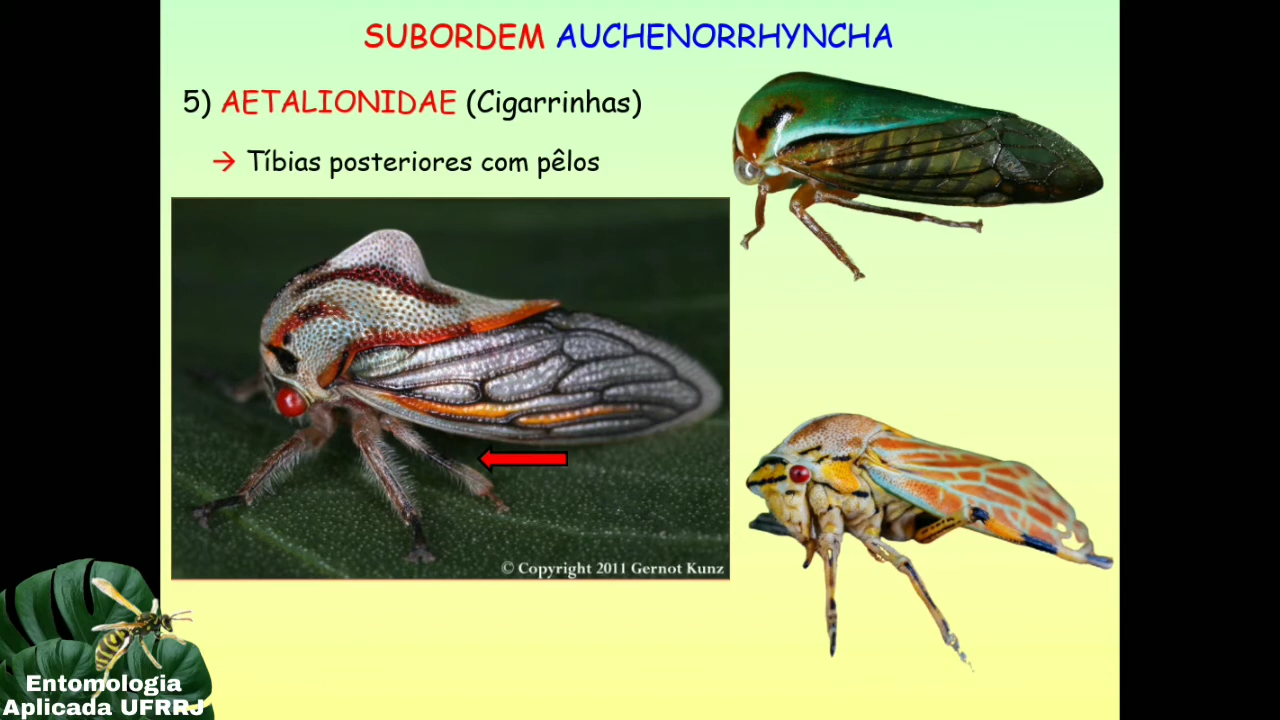 SUBORDEM AUCHENORRHYNCHA
5) AETALIONIDAE (Cigarrinhas)
→ Tíbias posteriores com pêlos
© Copyright 2011 Gernot Kunz
Entomologia
Aplicada UFRRJ